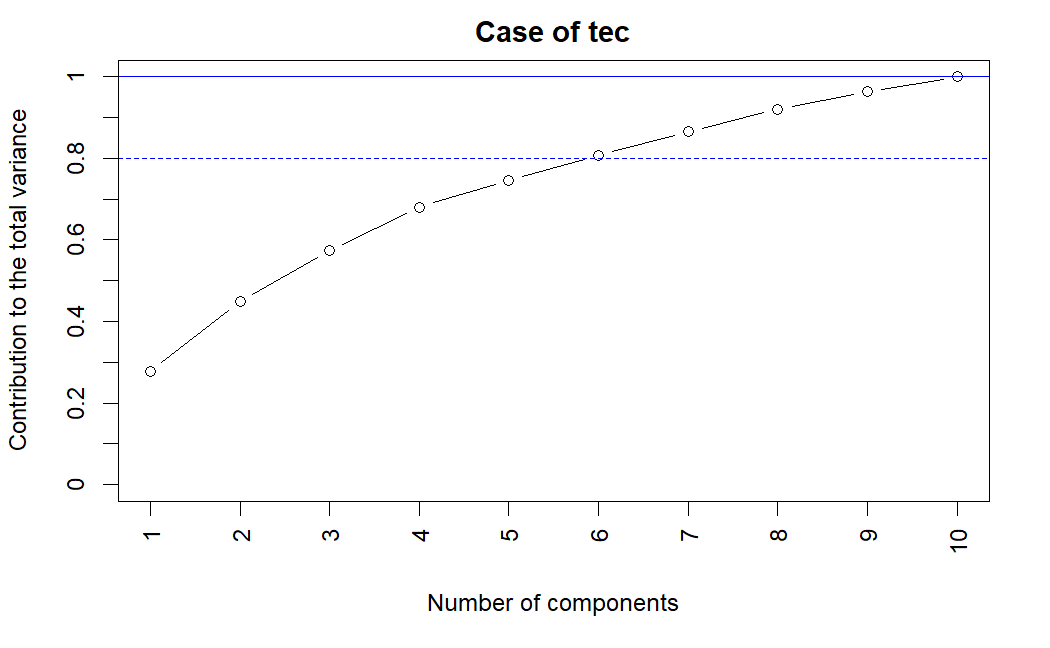 Case of tec
Contribution to the total variance
1
0.8
0.6
0.4
0.2
0
1 2 3 4 5 6 7 8 9 10
Number of components